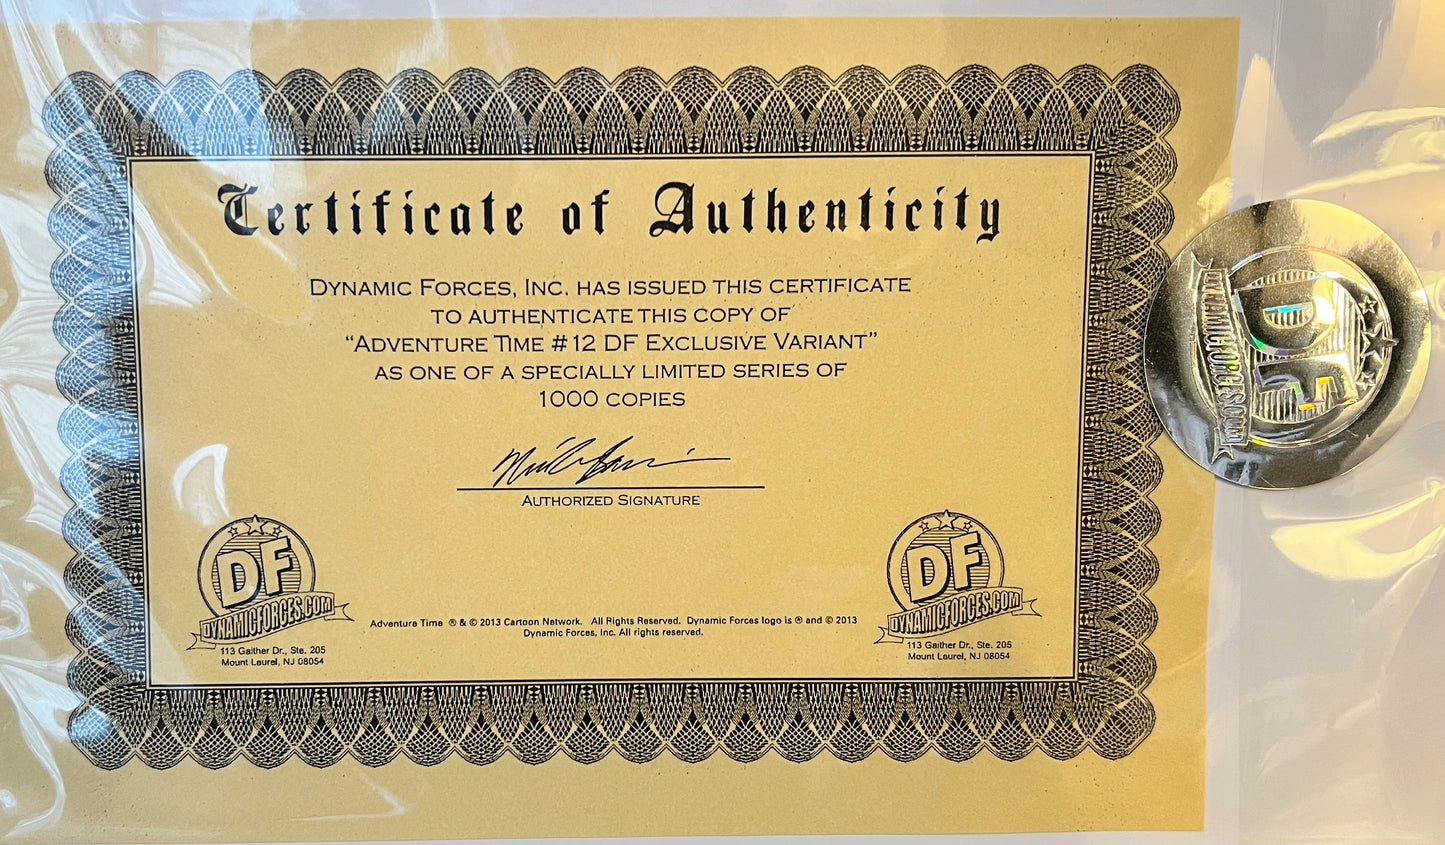 Certificate of Authenticity
DYNAMIC FORCES, INC. HAS ISSUED THIS CERTIFICATE
TO AUTHENTICATE THIS COPY OF
“ADVENTURE TIME #12 DF EXCLUSIVE VARIANT”
AS ONE OF A SPECIALLY LIMITED SERIES OF
1000 COPIES
AUTHORIZED SIGNATURE
DF
DYNAMICFORCES.COM
113 Gaither Dr., Ste. 205
Mount Laurel, NJ 08054
Adventure Time ® & © 2013 Cartoon Network. All Rights Reserved. Dynamic Forces logo is ® and © 2013
Dynamic Forces, Inc. All rights reserved.
DF
DYNAMICFORCES.COM
113 Gaither Dr., Ste. 205
Mount Laurel, NJ 08054
DF
DYNAMICFORCES.COM